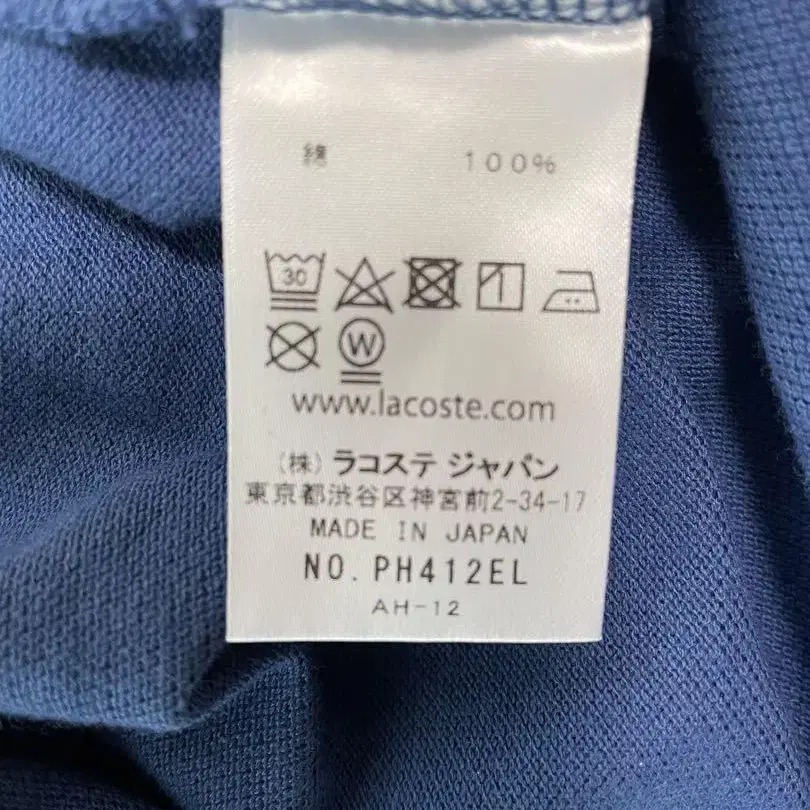 綿 100%
30
W
www.lacoste.com
(株) ラコステ ジャパン
東京都渋谷区神宮前2-34-17
MADE IN JAPAN
NO. PH412EL
AH-12